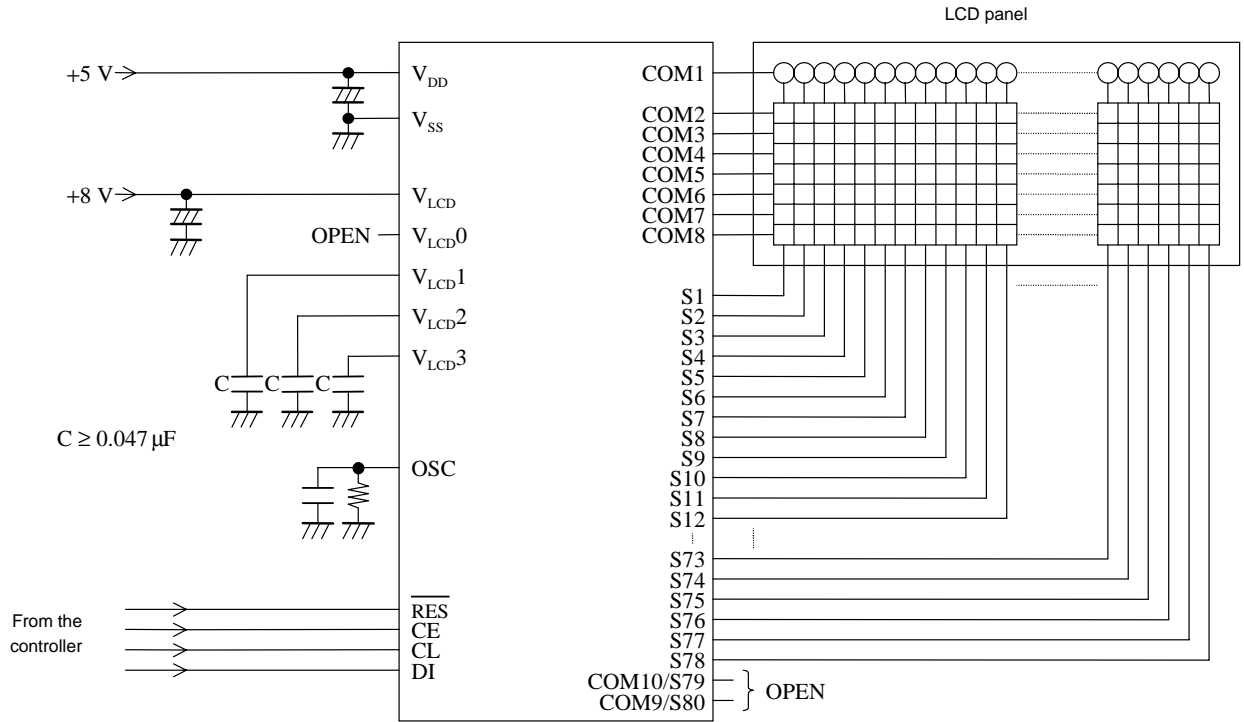 LCD panel
+5 V
VDD
VSS
+8 V
VLCD
OPEN
VLCD0
VLCD1
VLCD2
VLCD3
C
C
C
C ≥ 0.047 μF
OSC
From the
controller
RES
CE
CL
DI
COM1
COM2
COM3
COM4
COM5
COM6
COM7
COM8
S1
S2
S3
S4
S5
S6
S7
S8
S9
S10
S11
S12
S73
S74
S75
S76
S77
S78
COM10/S79
COM9/S80
OPEN